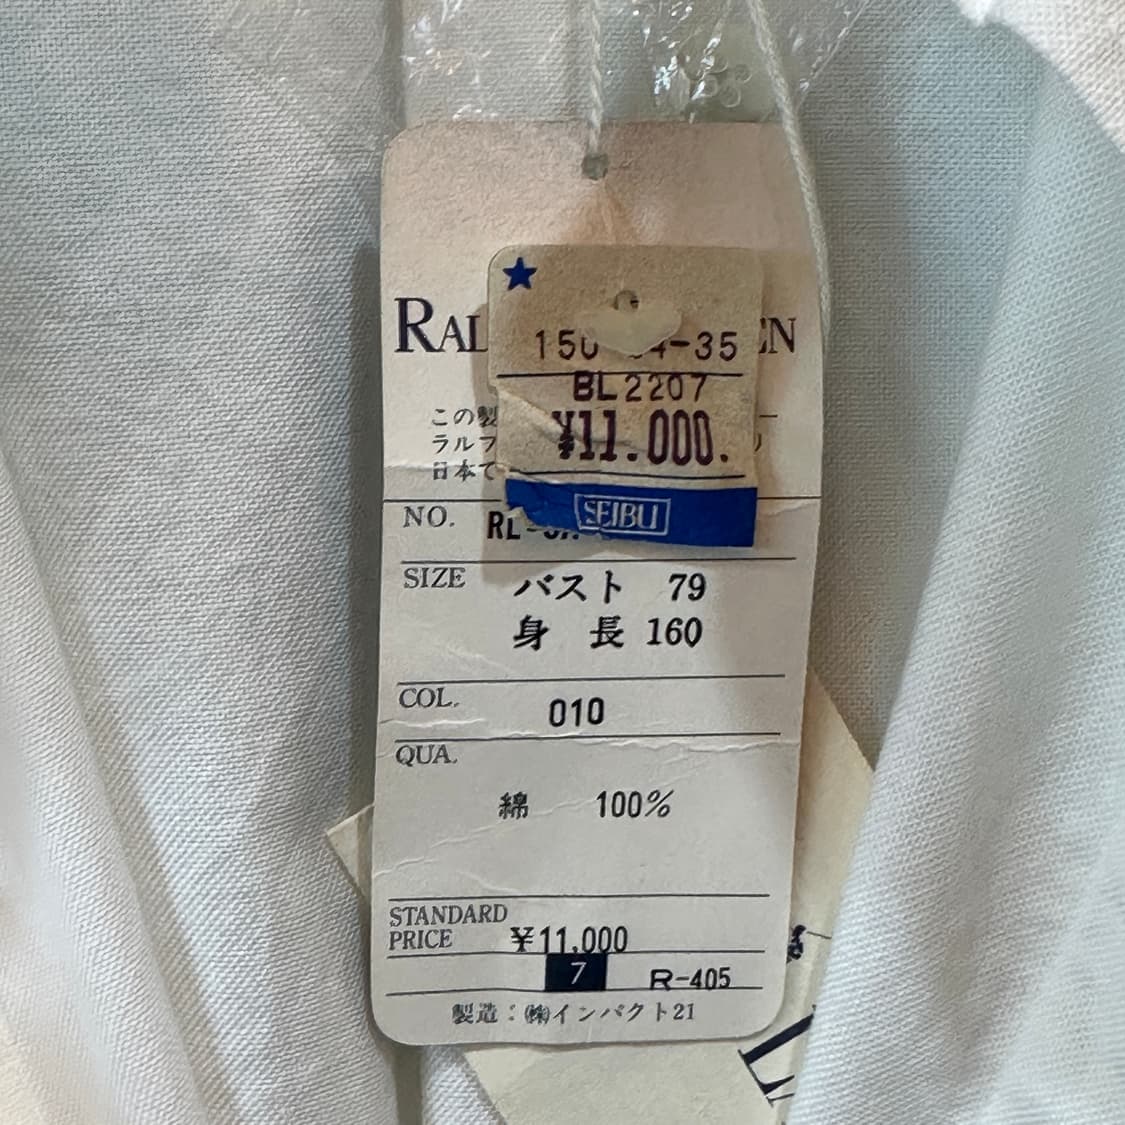 RAL EN
150 4-35
BL2207
¥11.000.
SEIBU
この製
ラルフ
日本で
NO. RL
SIZE バスト 79
身 長 160
COL. 010
QUA.
綿 100%
STANDARD
PRICE ¥11,000
7 R-405
製造：㈱インパクト21
L